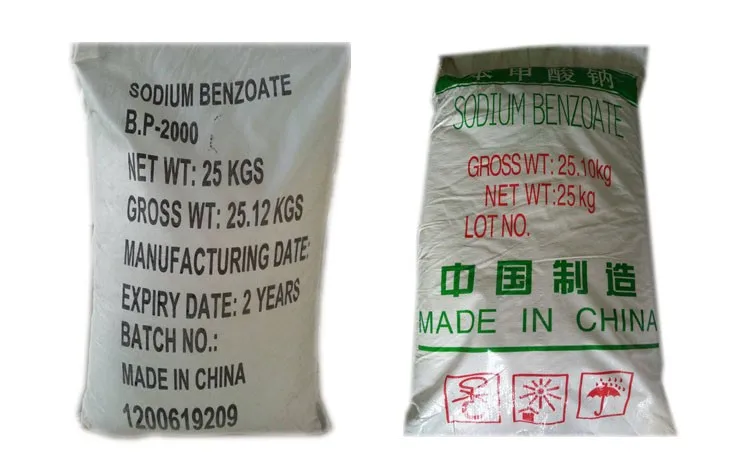 SODIUM BENZOATE
B.P-2000
NET WT: 25 KGS
GROSS WT: 25.12 KGS
MANUFACTURING DATE:
EXPIRY DATE: 2 YEARS
BATCH NO.:
MADE IN CHINA
1200619209
苯甲酸钠
SODIUM BENZOATE
GROSS WT: 25.10kg
NET WT:25kg
LOT NO.
中国制造
MADE IN CHINA